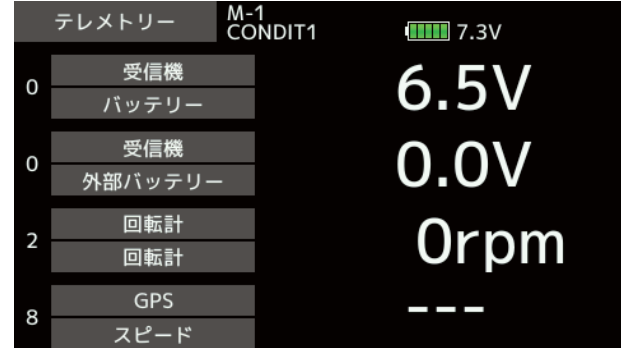 テレメトリー
M-1
CONDIT1
7.3V
0
受信機
バッテリー
6.5V
0
受信機
外部バッテリー
0.0V
2
回転計
回転計
0rpm
8
GPS
スピード
---